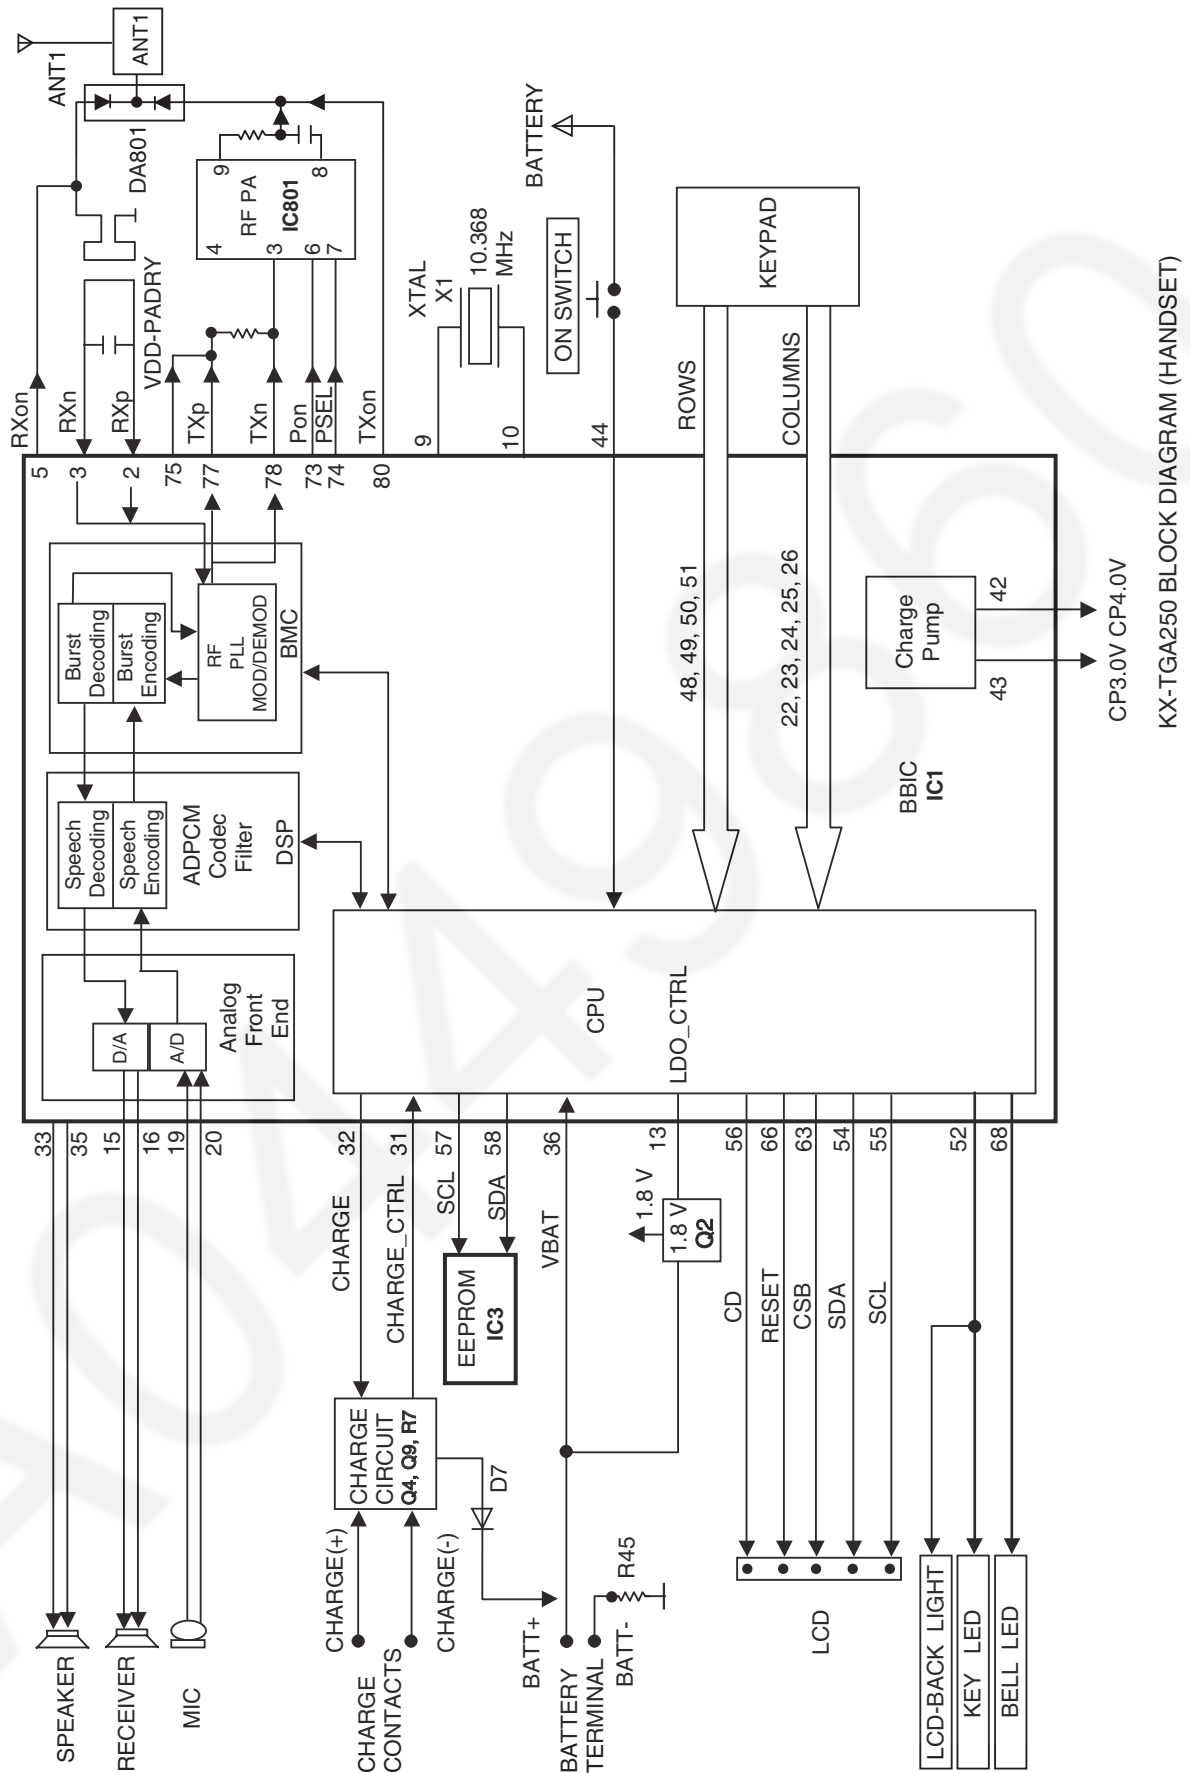 SPEAKER
RECEIVER
MIC
33
35
15
16
19
20
D/A
A/D
Analog
Front
End
Speech
Decoding
Speech
Encoding
ADPCM
Codec
Filter
DSP
Burst
Decoding
Burst
Encoding
RF
PLL
MOD/DEMOD
BMC
5
3
2
75
77
78
73
74
80
RXon
RXn
RXp
VDD-PADRY
TXp
TXn
Pon
PSEL
TXon
ANT1
ANT1
DA801
4
3
6
7
9
8
RF PA
IC801
9
10
XTAL
X1
10.368
MHz
BATTERY
ON SWITCH
44
CHARGE
CONTACTS
CHARGE(+)
CHARGE(-)
CHARGE
CIRCUIT
Q4, Q9, R7
D7
CHARGE
CHARGE_CTRL
32
31
57
58
36
13
EEPROM
IC3
SCL
SDA
VBAT
BATT+
BATTERY
TERMINAL
BATT-
R45
1.8 V
1.8 V
Q2
CPU
LDO_CTRL
LCD
CD
RESET
CSB
SDA
SCL
56
66
63
54
55
52
68
LCD-BACK LIGHT
KEY LED
BELL LED
48, 49, 50, 51
22, 23, 24, 25, 26
ROWS
COLUMNS
KEYPAD
BBIC
IC1
Charge
Pump
43
42
CP3.0V CP4.0V
KX-TGA250 BLOCK DIAGRAM (HANDSET)